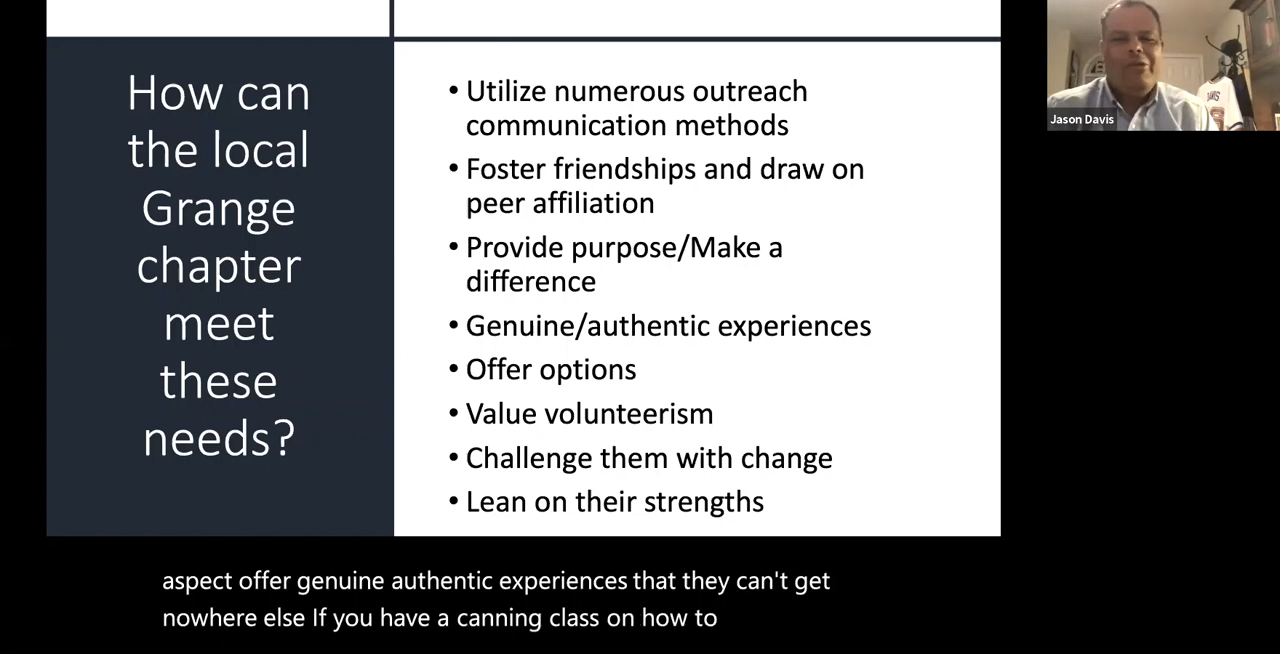 How can
the local
Grange
chapter
meet
these
needs?
• Utilize numerous outreach
communication methods
• Foster friendships and draw on
peer affiliation
• Provide purpose/Make a
difference
• Genuine/authentic experiences
• Offer options
• Value volunteerism
• Challenge them with change
• Lean on their strengths
Jason Davis
aspect offer genuine authentic experiences that they can't get
nowhere else If you have a canning class on how to